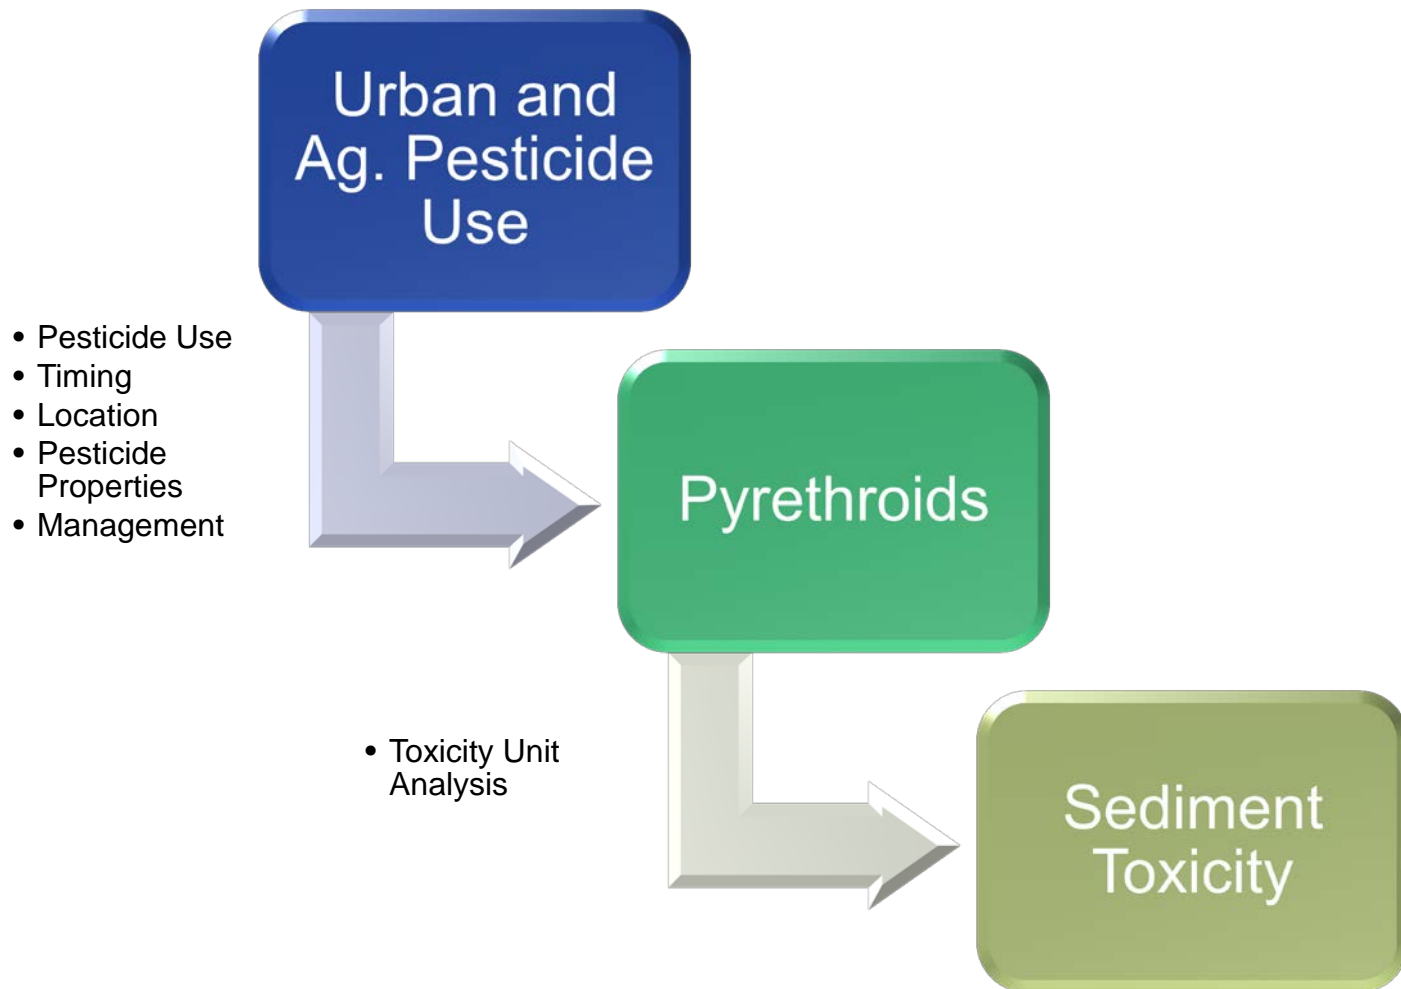 Urban and
Ag. Pesticide
Use
• Pesticide Use
• Timing
• Location
• Pesticide
Properties
• Management
Pyrethroids
• Toxicity Unit
Analysis
Sediment
Toxicity